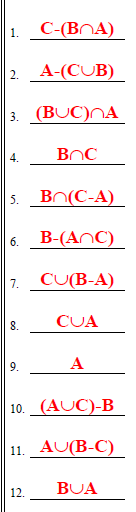 1. C-(B∩A)
2. A-(C∪B)
3. (B∪C)∩A
4. B∩C
5. B∩(C-A)
6. B-(A∩C)
7. C∪(B-A)
8. C∪A
9. A
10. (A∪C)-B
11. A∪(B-C)
12. B∪A